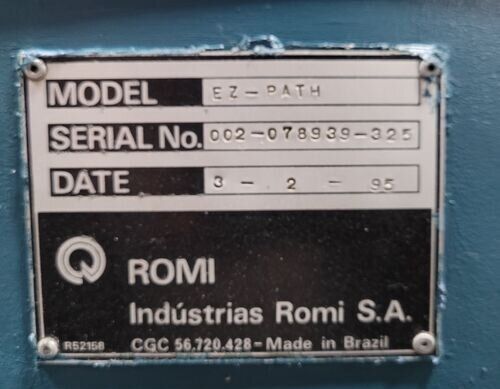 MODEL EZ-PATH
SERIAL No. 002-078939-325
DATE 3 - 2 - 95
ROMI
Indústrias Romi S.A.
R52158 CGC 56.720.428 - Made in Brazil